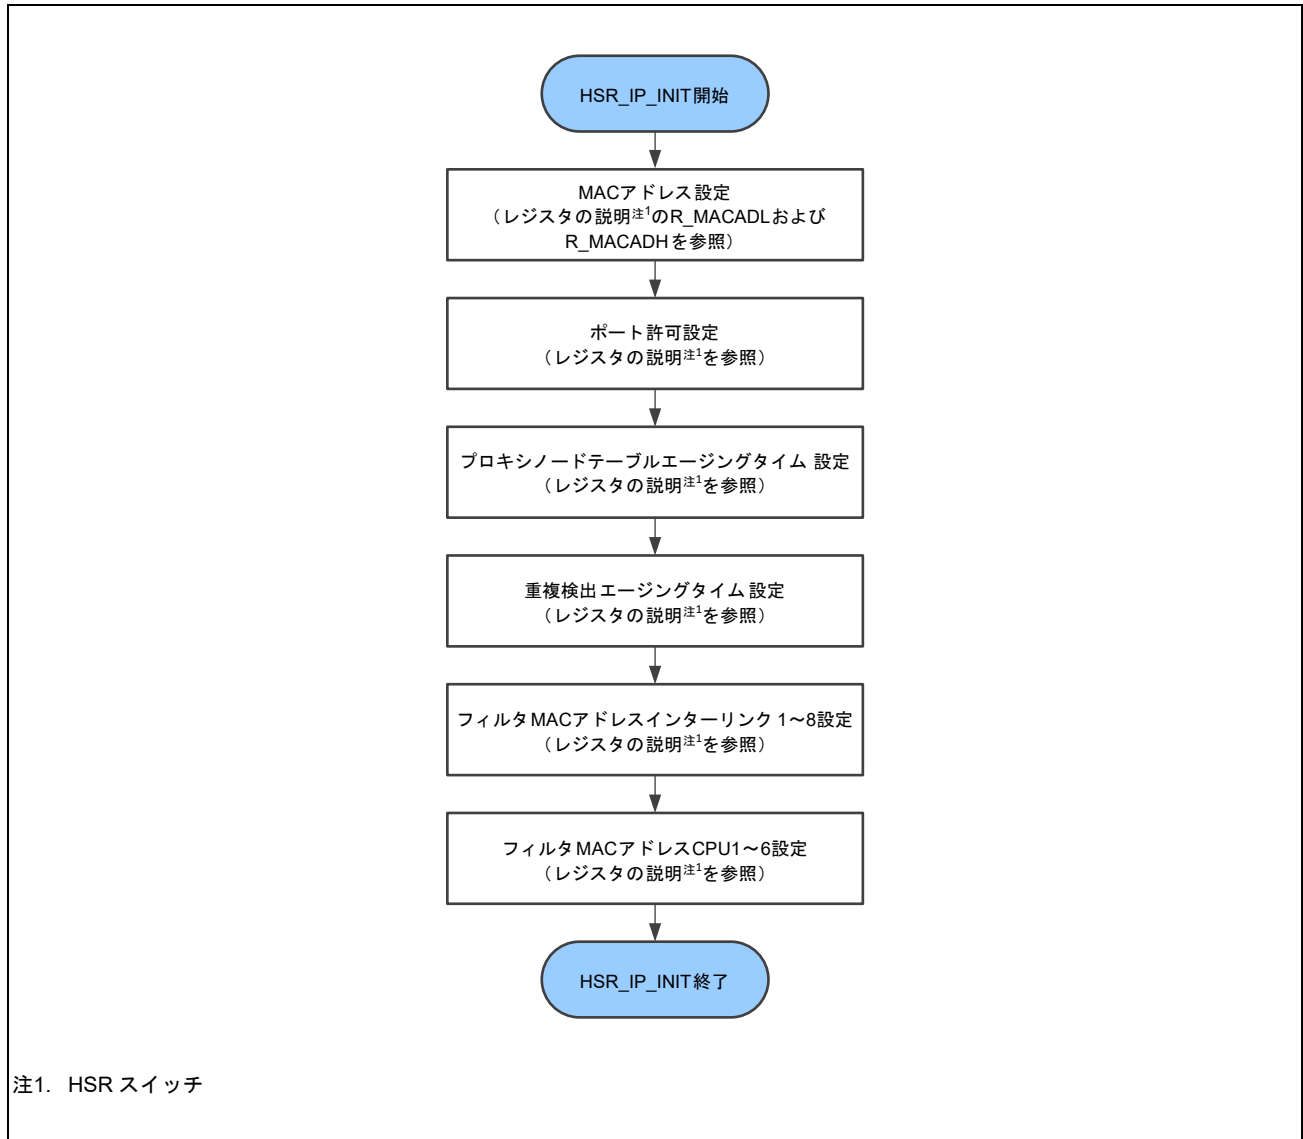 HSR_IP_INIT開始
MACアドレス設定
（レジスタの説明注1のR_MACADLおよび
R_MACADHを参照）
ポート許可設定
（レジスタの説明注1を参照）
プロキシノードテーブルエージングタイム 設定
（レジスタの説明注1を参照）
重複検出エージングタイム設定
（レジスタの説明注1を参照）
フィルタMACアドレスインターリンク1～8設定
（レジスタの説明注1を参照）
フィルタMACアドレスCPU1～6設定
（レジスタの説明注1を参照）
HSR_IP_INIT終了
注1. HSR スイッチ